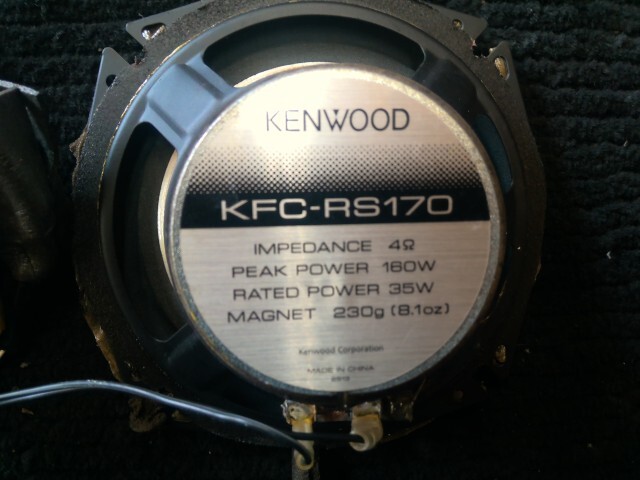 KENWOOD
KFC-RS170
IMPEDANCE 4Ω
PEAK POWER 160W
RATED POWER 35W
MAGNET 230g (8.1oz)
Kenwood Corporation
MADE IN CHINA